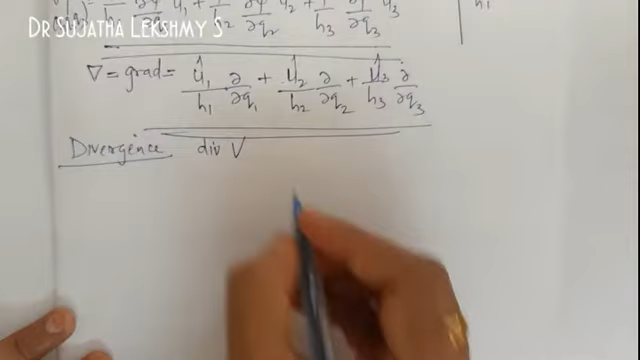 DR SUJATHA LEKSHMY S
∇ = grad = û₁/h₁ ∂/∂q₁ + û₂/h₂ ∂/∂q₂ + û₃/h₃ ∂/∂q₃
Divergence div V